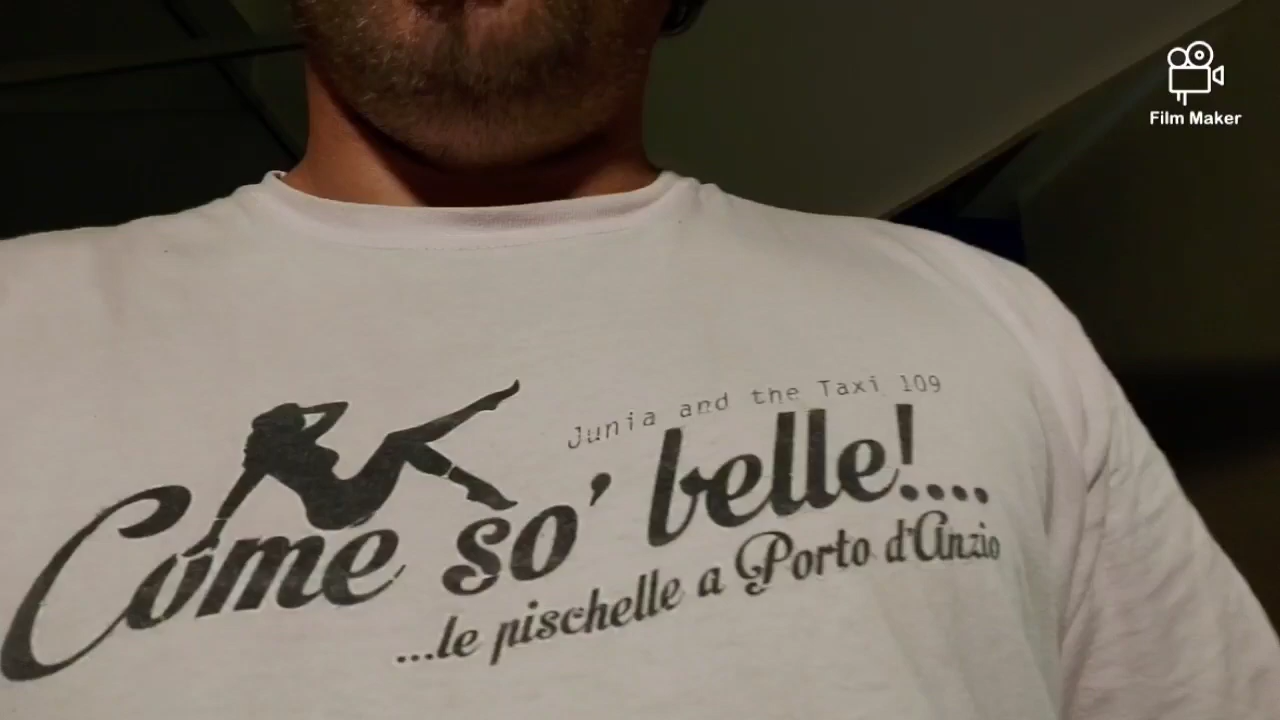 Film Maker
Junia and the Taxi 109
Come so' belle!....
...le pischelle a Porto d'Anzio